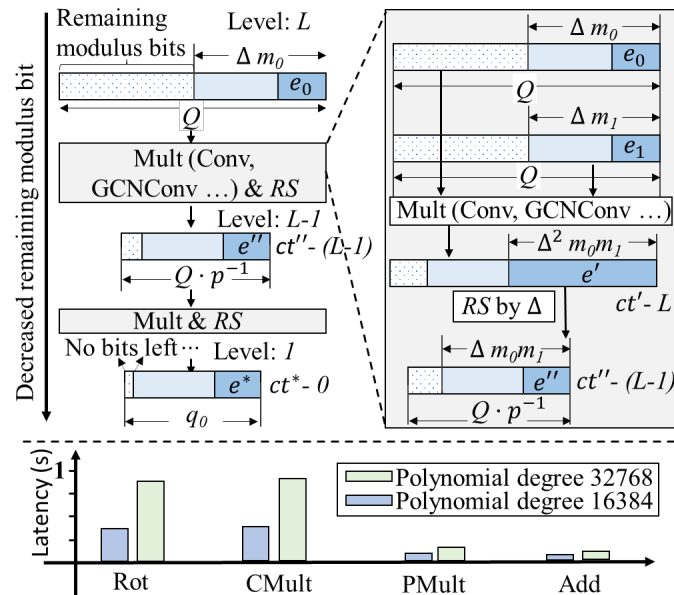 Decreased remaining modulus bit
Remaining
modulus bits
Level: L
Δ m₀
e₀
Q
Mult (Conv,
GCNConv ...) & RS
Level: L-1
e''
ct''- (L-1)
Q · p⁻¹
Mult & RS
No bits left ···
Level: 1
e*
ct*- 0
q₀
Δ m₀
e₀
Q
Δ m₁
e₁
Q
Mult (Conv, GCNConv ...)
Δ² m₀m₁
e'
ct'- L
RS by Δ
Δ m₀m₁
e''
ct''- (L-1)
Q · p⁻¹
Latency (s)
1
Polynomial degree 32768
Polynomial degree 16384
Rot CMult PMult Add